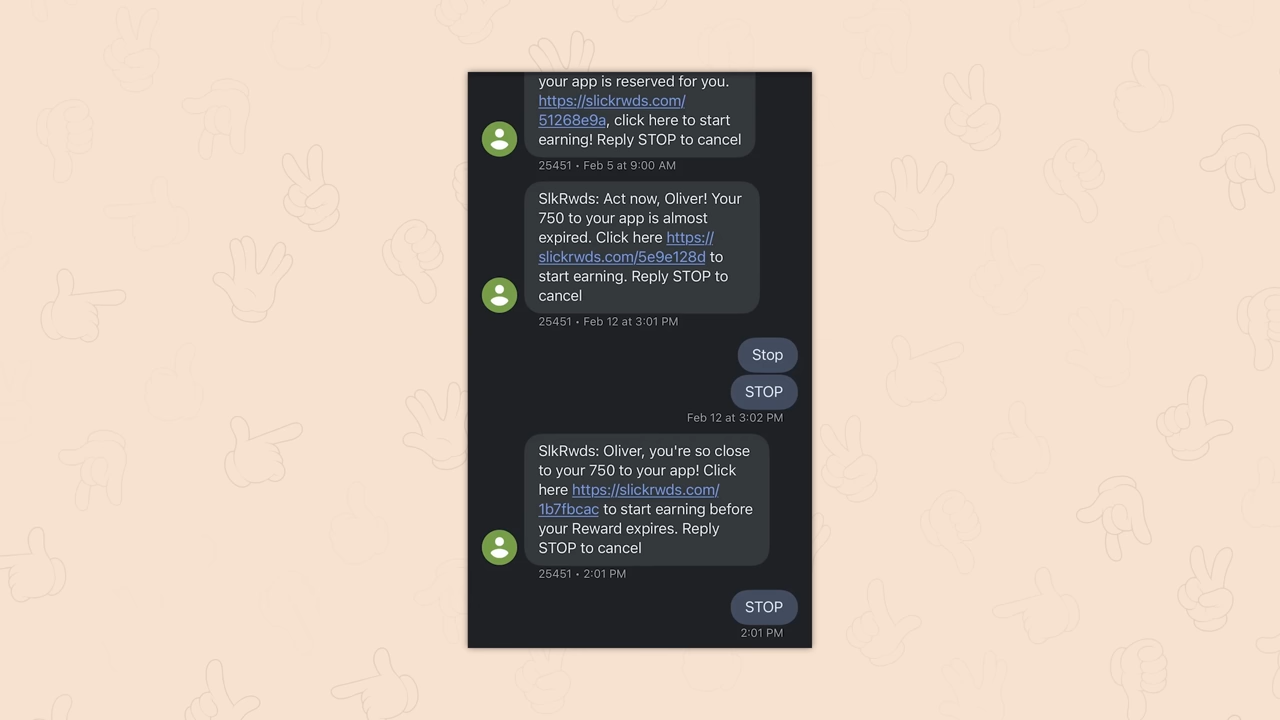 your app is reserved for you.
https://slickrwds.com/
51268e9a, click here to start
earning! Reply STOP to cancel
25451 • Feb 5 at 9:00 AM
SlkRwds: Act now, Oliver! Your
750 to your app is almost
expired. Click here https://
slickrwds.com/5e9e128d to
start earning. Reply STOP to
cancel
25451 • Feb 12 at 3:01 PM
Stop
STOP
Feb 12 at 3:02 PM
SlkRwds: Oliver, you're so close
to your 750 to your app! Click
here https://slickrwds.com/
1b7fbcac to start earning before
your Reward expires. Reply
STOP to cancel
25451 • 2:01 PM
STOP
2:01 PM